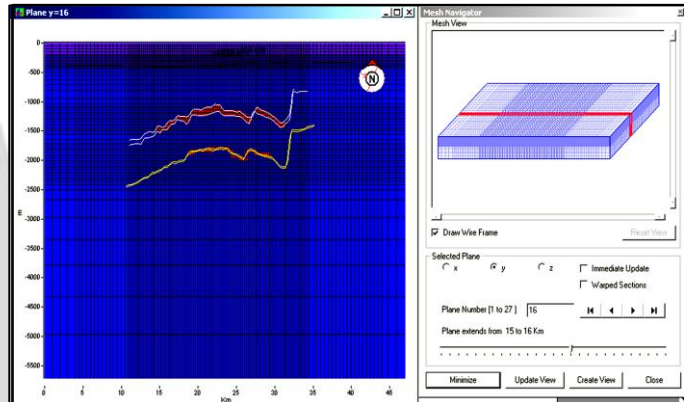 Plane y=16
0
-500
-1000
-1500
-2000
-2500
-3000
-3500
-4000
-4500
-5000
-5500
m
0 5 10 15 20 25 30 35 40 45
Km
N
Mesh Navigator
Mesh View
Draw Wire Frame
Reset View
Selected Plane
x y z
Immediate Update
Warped Sections
Plane Number [1 to 27 ] 16
Plane extends from 15 to 16 Km
Minimize Update View Create View Close